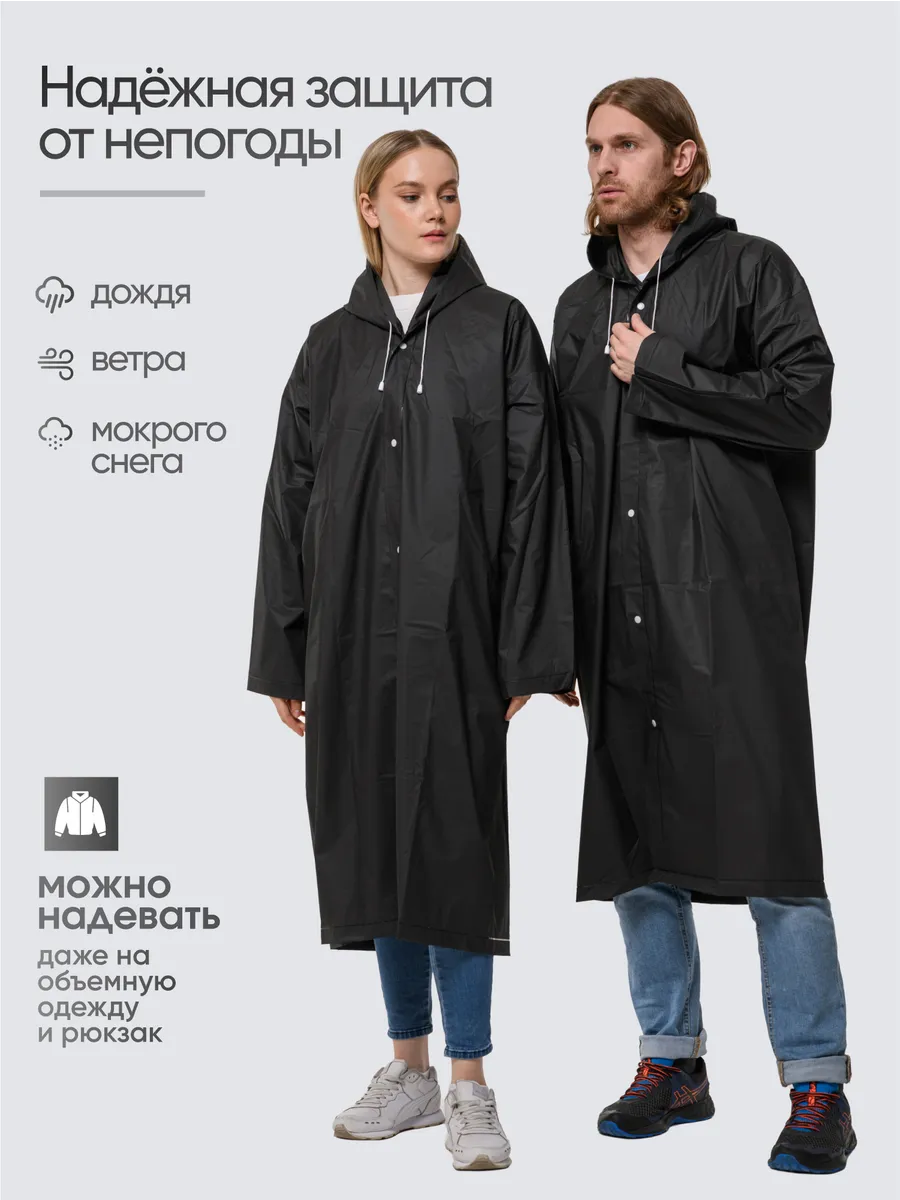 Надёжная защита
от непогоды
дождя
ветра
мокрого
снега
можно
надевать
даже на
объемную
одежду
и рюкзак